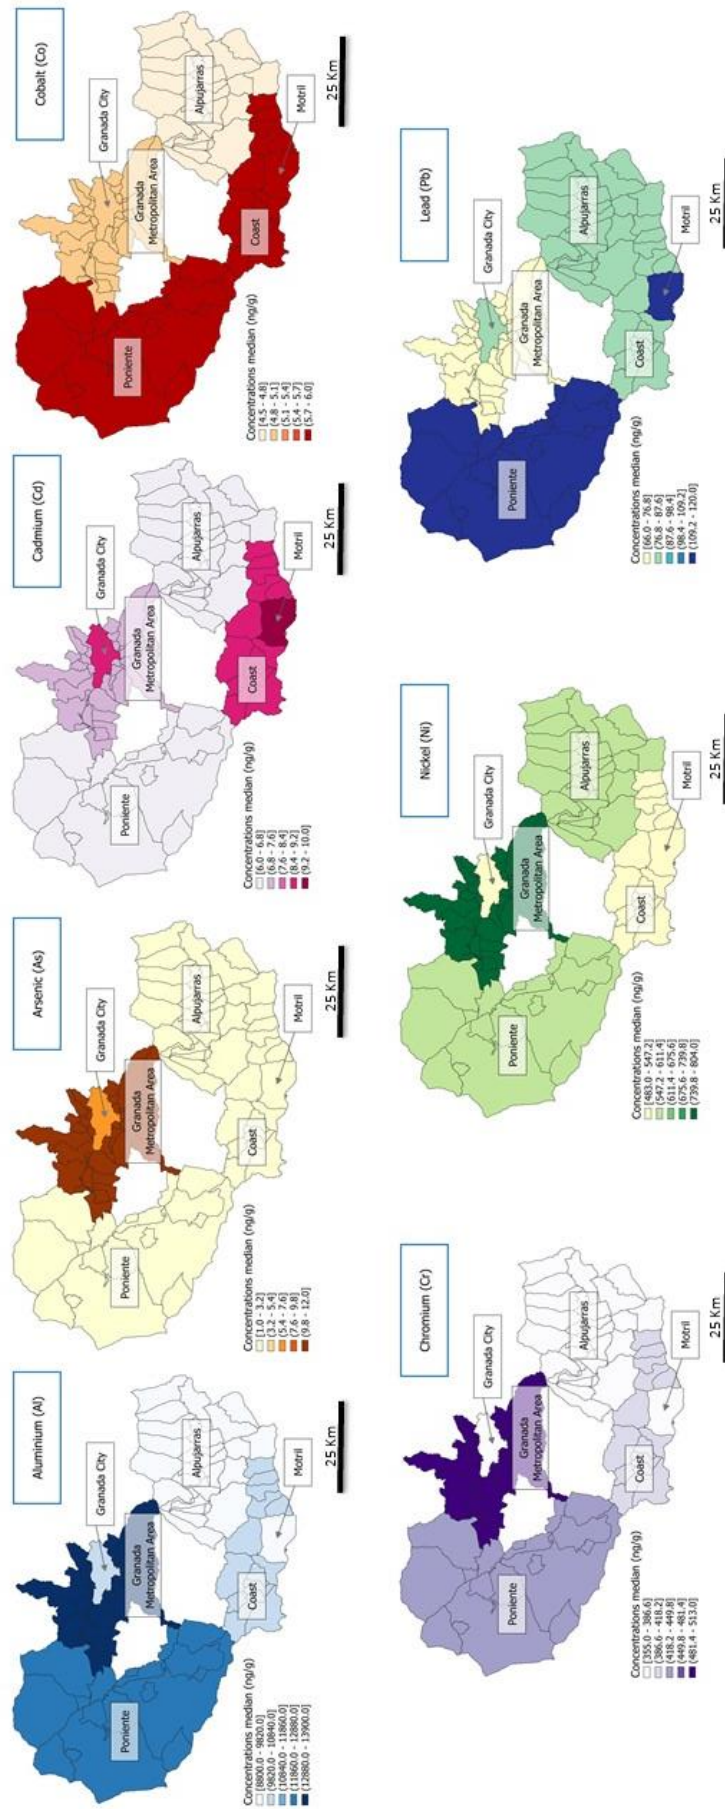 Aluminium (Al)
Granada City
Poniente
Granada
Metropolitan Area
Alpujarras
Coast
Motril
Concentrations median (ng/g)
[8800.0 - 9820.0]
(9820.0 - 10840.0]
(10840.0 - 11860.0]
(11860.0 - 12880.0]
(12880.0 - 13900.0]
25 Km
Arsenic (As)
Granada City
Poniente
Granada
Metropolitan Area
Alpujarras
Coast
Motril
Concentrations median (ng/g)
[1.0 - 3.2]
(3.2 - 5.4]
(5.4 - 7.6]
(7.6 - 9.8]
(9.8 - 12.0]
25 Km
Cadmium (Cd)
Granada City
Poniente
Granada
Metropolitan Area
Alpujarras
Coast
Motril
Concentrations median (ng/g)
[6.0 - 6.8]
(6.8 - 7.6]
(7.6 - 8.4]
(8.4 - 9.2]
(9.2 - 10.0]
25 Km
Cobalt (Co)
Granada City
Poniente
Granada
Metropolitan Area
Alpujarras
Coast
Motril
Concentrations median (ng/g)
[4.5 - 4.8]
(4.8 - 5.1]
(5.1 - 5.4]
(5.4 - 5.7]
(5.7 - 6.0]
25 Km
Chromium (Cr)
Granada City
Poniente
Granada
Metropolitan Area
Alpujarras
Coast
Motril
Concentrations median (ng/g)
[355.0 - 386.6]
(386.6 - 418.2]
(418.2 - 449.8]
(449.8 - 481.4]
(481.4 - 513.0]
25 Km
Nickel (Ni)
Granada City
Poniente
Granada
Metropolitan Area
Alpujarras
Coast
Motril
Concentrations median (ng/g)
[483.0 - 547.2]
(547.2 - 611.4]
(611.4 - 675.6]
(675.6 - 739.8]
(739.8 - 804.0]
25 Km
Lead (Pb)
Granada City
Poniente
Granada
Metropolitan Area
Alpujarras
Coast
Motril
Concentrations median (ng/g)
[66.0 - 76.8]
(76.8 - 87.6]
(87.6 - 98.4]
(98.4 - 109.2]
(109.2 - 120.0]
25 Km